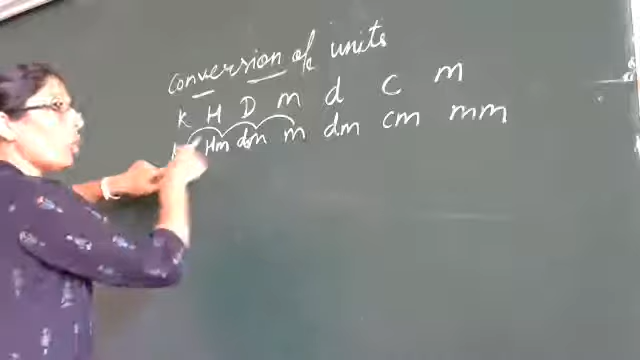 conversion of units
K H D m d C m
Hm dm m dm cm mm